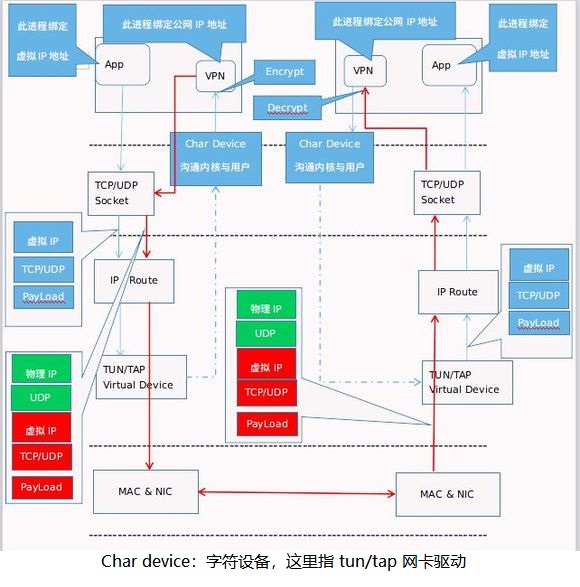 此进程绑定
虚拟 IP 地址
此进程绑定公网 IP 地址
此进程绑定公网 IP 地址
此进程绑定
虚拟 IP 地址
App
VPN
Encrypt
VPN
App
Decrypt
Char Device
沟通内核与用户
Char Device
沟通内核与用户
TCP/UDP
Socket
TCP/UDP
Socket
虚拟 IP
TCP/UDP
PayLoad
IP Route
IP Route
虚拟 IP
TCP/UDP
PayLoad
物理 IP
UDP
虚拟 IP
TCP/UDP
PayLoad
物理 IP
UDP
虚拟 IP
TCP/UDP
PayLoad
TUN/TAP
Virtual Device
TUN/TAP
Virtual Device
MAC & NIC
MAC & NIC
Char device：字符设备，这里指 tun/tap 网卡驱动